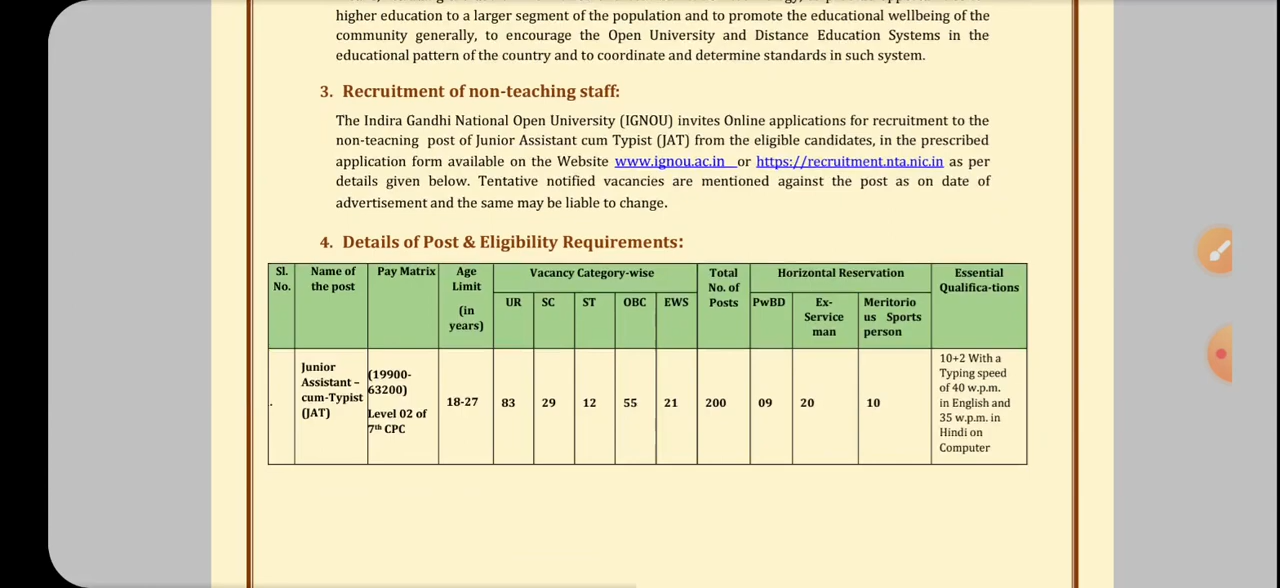 higher education to a larger segment of the population and to promote the educational wellbeing of the
community generally, to encourage the Open University and Distance Education Systems in the
educational pattern of the country and to coordinate and determine standards in such system.
3. Recruitment of non-teaching staff:
The Indira Gandhi National Open University (IGNOU) invites Online applications for recruitment to the
non-teacning post of Junior Assistant cum Typist (JAT) from the eligible candidates, in the prescribed
application form available on the Website www.ignou.ac.in or https://recruitment.nta.nic.in as per
details given below. Tentative notified vacancies are mentioned against the post as on date of
advertisement and the same may be liable to change.
4. Details of Post & Eligibility Requirements:
Sl. No.
Name of the post
Pay Matrix
Age Limit (in years)
Vacancy Category-wise
UR SC ST OBC EWS
Total No. of Posts
Horizontal Reservation
PwBD
Ex-Service man
Meritorio us Sports person
Essential Qualifica-tions
.
Junior
Assistant –
cum-Typist
(JAT)
(19900-
63200)
Level 02 of
7th CPC
18-27
83 29 12 55 21 200 09 20 10
10+2 With a
Typing speed
of 40 w.p.m.
in English and
35 w.p.m. in
Hindi on
Computer